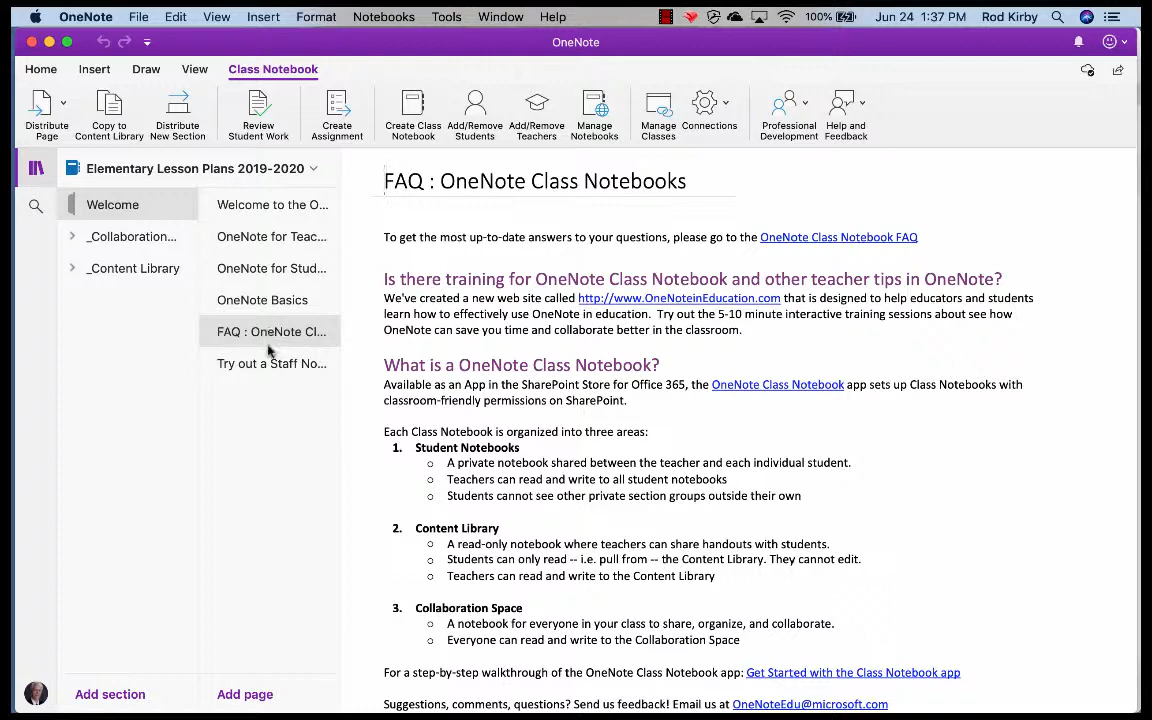 OneNote File Edit View Insert Format Notebooks Tools Window Help 100% Jun 24 1:37 PM Rod Kirby
OneNote
Home Insert Draw View Class Notebook
Distribute Page
Copy to Content Library
Distribute New Section
Review Student Work
Create Assignment
Create Class Notebook
Add/Remove Students
Add/Remove Teachers
Manage Notebooks
Manage Classes
Connections
Professional Development
Help and Feedback
Elementary Lesson Plans 2019-2020
Welcome
_Collaboration...
_Content Library
Welcome to the O...
OneNote for Teac...
OneNote for Stud...
OneNote Basics
FAQ : OneNote Cl...
Try out a Staff No...
Add section
Add page
FAQ : OneNote Class Notebooks
To get the most up-to-date answers to your questions, please go to the OneNote Class Notebook FAQ
Is there training for OneNote Class Notebook and other teacher tips in OneNote?
We've created a new web site called http://www.OneNoteinEducation.com that is designed to help educators and students
learn how to effectively use OneNote in education. Try out the 5-10 minute interactive training sessions about see how
OneNote can save you time and collaborate better in the classroom.
What is a OneNote Class Notebook?
Available as an App in the SharePoint Store for Office 365, the OneNote Class Notebook app sets up Class Notebooks with
classroom-friendly permissions on SharePoint.
Each Class Notebook is organized into three areas:
1. Student Notebooks
o A private notebook shared between the teacher and each individual student.
o Teachers can read and write to all student notebooks
o Students cannot see other private section groups outside their own
2. Content Library
o A read-only notebook where teachers can share handouts with students.
o Students can only read -- i.e. pull from -- the Content Library. They cannot edit.
o Teachers can read and write to the Content Library
3. Collaboration Space
o A notebook for everyone in your class to share, organize, and collaborate.
o Everyone can read and write to the Collaboration Space
For a step-by-step walkthrough of the OneNote Class Notebook app: Get Started with the Class Notebook app
Suggestions, comments, questions? Send us feedback! Email us at OneNoteEdu@microsoft.com